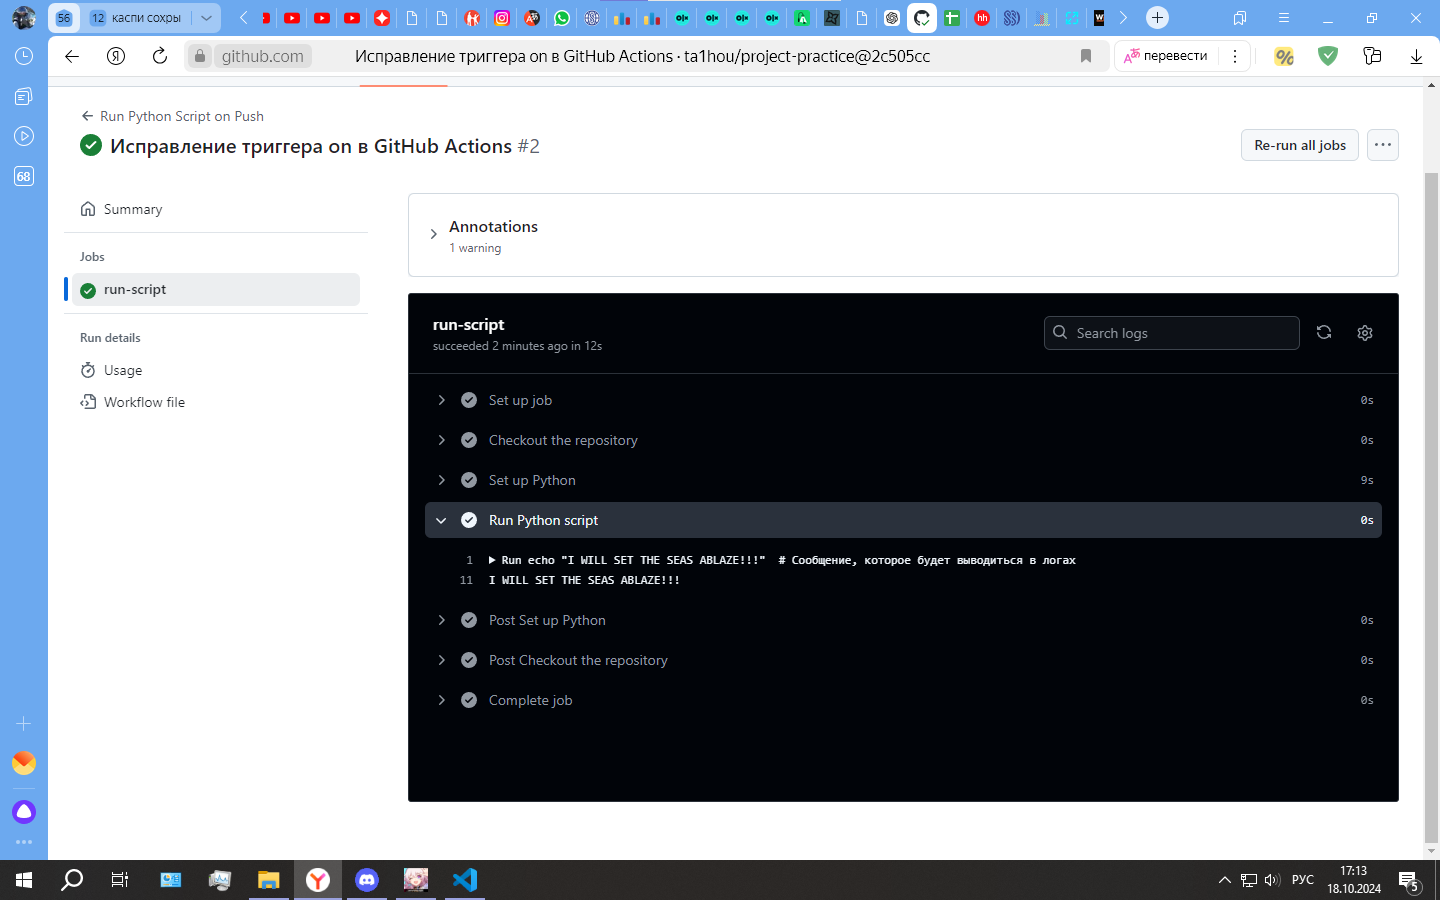 56
12 каспи сохры
github.com
Исправление триггера on в GitHub Actions · ta1hou/project-practice@2c505cc
перевести
68
Run Python Script on Push
Исправление триггера on в GitHub Actions #2
Re-run all jobs
Summary
Jobs
run-script
Run details
Usage
Workflow file
Annotations
1 warning
run-script
succeeded 2 minutes ago in 12s
Search logs
Set up job 0s
Checkout the repository 0s
Set up Python 9s
Run Python script 0s
1 Run echo "I WILL SET THE SEAS ABLAZE!!!" # Сообщение, которое будет выводиться в логах
11 I WILL SET THE SEAS ABLAZE!!!
Post Set up Python 0s
Post Checkout the repository 0s
Complete job 0s
РУС
17:13
18.10.2024
5